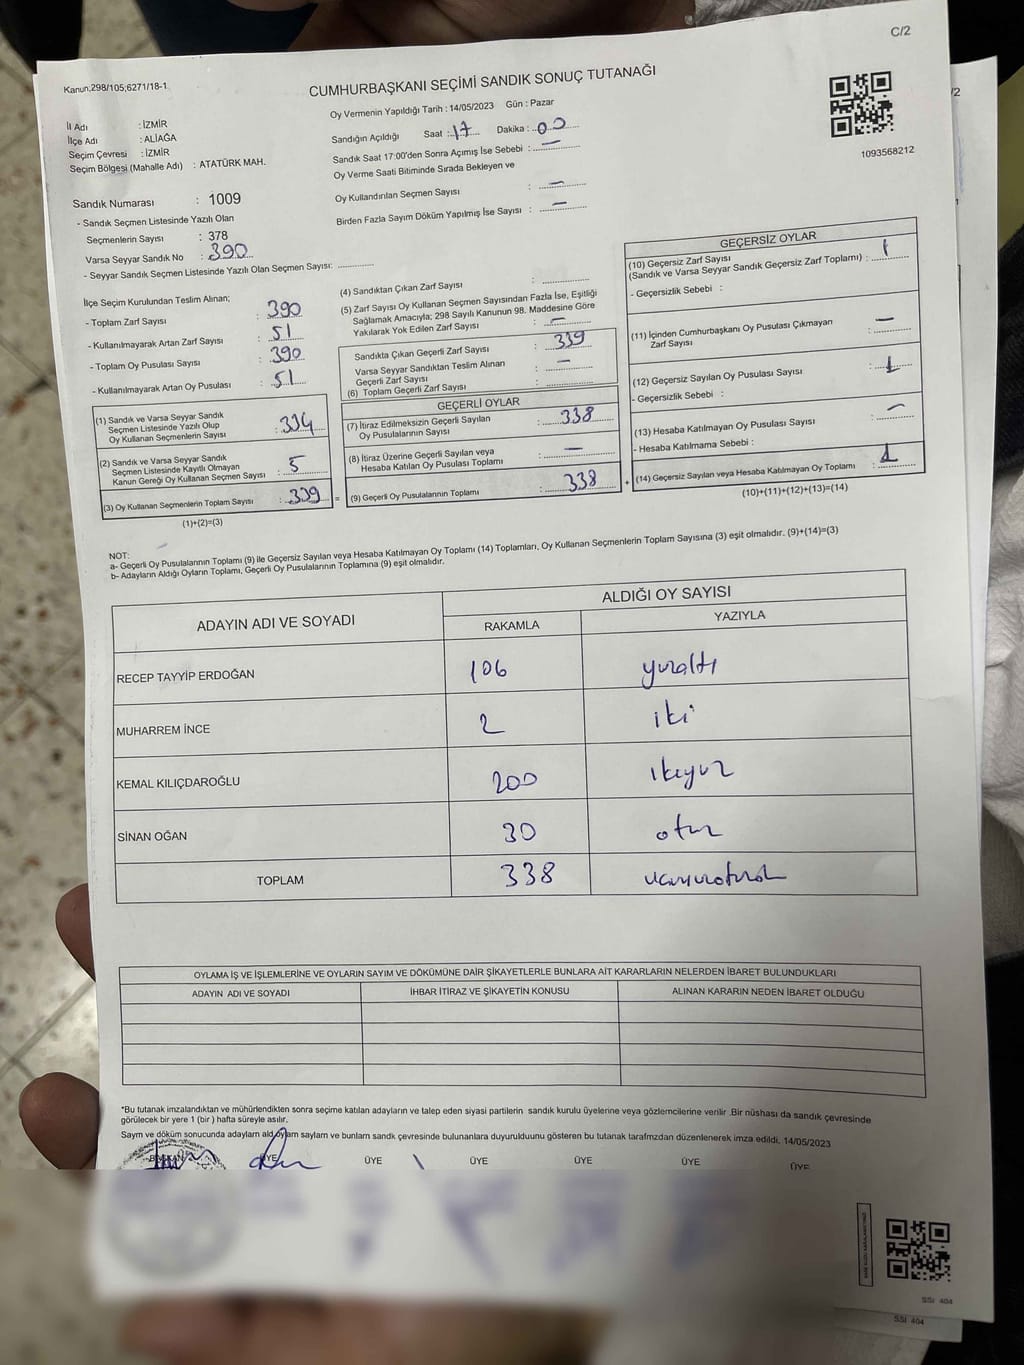 C/2
Kanun:298/105;6271/18-1
CUMHURBAŞKANI SEÇİMİ SANDIK SONUÇ TUTANAĞI
Oy Vermenin Yapıldığı Tarih : 14/05/2023 Gün : Pazar
İl Adı : İZMİR
İlçe Adı : ALİAĞA
Seçim Çevresi : İZMİR
Seçim Bölgesi (Mahalle Adı) : ATATÜRK MAH.
Sandığın Açıldığı Saat : 17 Dakika : 00
Sandık Saat 17:00'den Sonra Açımış İse Sebebi : —
Oy Verme Saati Bitiminde Sırada Bekleyen ve
Oy Kullandırılan Seçmen Sayısı : —
Birden Fazla Sayım Döküm Yapılmış İse Sayısı : —
1093568212
Sandık Numarası : 1009
- Sandık Seçmen Listesinde Yazılı Olan
Seçmenlerin Sayısı : 378
Varsa Seyyar Sandık No : 390
- Seyyar Sandık Seçmen Listesinde Yazılı Olan Seçmen Sayısı:
İlçe Seçim Kurulundan Teslim Alınan;
- Toplam Zarf Sayısı : 390
- Kullanılmayarak Artan Zarf Sayısı : 51
- Toplam Oy Pusulası Sayısı : 390
- Kullanılmayarak Artan Oy Pusulası : 51
(1) Sandık ve Varsa Seyyar Sandık
Seçmen Listesinde Yazılı Olup
Oy Kullanan Seçmenlerin Sayısı : 334
(2) Sandık ve Varsa Seyyar Sandık
Seçmen Listesinde Kayıtlı Olmayan
Kanun Gereği Oy Kullanan Seçmen Sayısı : 5
(3) Oy Kullanan Seçmenlerin Toplam Sayısı : 339 =
(1)+(2)=(3)
(4) Sandıktan Çıkan Zarf Sayısı :
(5) Zarf Sayısı Oy Kullanan Seçmen Sayısından Fazla İse, Eşitliği
Sağlamak Amacıyla; 298 Sayılı Kanunun 98. Maddesine Göre
Yakılarak Yok Edilen Zarf Sayısı : —
Sandıkta Çıkan Geçerli Zarf Sayısı : 339
Varsa Seyyar Sandıktan Teslim Alınan
Geçerli Zarf Sayısı : —
(6) Toplam Geçerli Zarf Sayısı :
GEÇERLİ OYLAR
(7) İtiraz Edilmeksizin Geçerli Sayılan
Oy Pusulalarının Sayısı : 338
(8) İtiraz Üzerine Geçerli Sayılan veya
Hesaba Katılan Oy Pusulası Toplamı : —
(9) Geçerli Oy Pusulalarının Toplamı : 338 +
GEÇERSİZ OYLAR
(10) Geçersiz Zarf Sayısı
(Sandık ve Varsa Seyyar Sandık Geçersiz Zarf Toplamı) : 1
- Geçersizlik Sebebi :
(11) İçinden Cumhurbaşkanı Oy Pusulası Çıkmayan
Zarf Sayısı : —
(12) Geçersiz Sayılan Oy Pusulası Sayısı : 1
- Geçersizlik Sebebi :
(13) Hesaba Katılmayan Oy Pusulası Sayısı : —
- Hesaba Katılmama Sebebi :
(14) Geçersiz Sayılan veya Hesaba Katılmayan Oy Toplamı : 1
(10)+(11)+(12)+(13)=(14)
NOT:
a- Geçerli Oy Pusulalarının Toplamı (9) ile Geçersiz Sayılan veya Hesaba Katılmayan Oy Toplamı (14) Toplamları, Oy Kullanan Seçmenlerin Toplam Sayısına (3) eşit olmalıdır. (9)+(14)=(3)
b- Adayların Aldığı Oyların Toplamı, Geçerli Oy Pusulalarının Toplamına (9) eşit olmalıdır.
ADAYIN ADI VE SOYADI ALDIĞI OY SAYISI
RAKAMLA YAZIYLA
RECEP TAYYİP ERDOĞAN 106 yüzaltı
MUHARREM İNCE 2 iki
KEMAL KILIÇDAROĞLU 200 ikiyüz
SİNAN OĞAN 30 otuz
TOPLAM 338
OYLAMA İŞ VE İŞLEMLERİNE VE OYLARIN SAYIM VE DÖKÜMÜNE DAİR ŞİKAYETLERLE BUNLARA AİT KARARLARIN NELERDEN İBARET BULUNDUKLARI
ADAYIN ADI VE SOYADI İHBAR İTİRAZ VE ŞİKAYETİN KONUSU ALINAN KARARIN NEDEN İBARET OLDUĞU
*Bu tutanak imzalandıktan ve mühürlendikten sonra seçime katılan adayların ve talep eden siyasi partilerin sandık kurulu üyelerine veya gözlemcilerine verilir .Bir nüshası da sandık çevresinde
görülecek bir yere 1 (bir ) hafta süreyle asılır.
Sayım ve döküm sonucunda adayların ald oyların sayılarım ve bunların sandık çevresinde bulunanlara duyurulduunu gösteren bu tutanak tarafmzdan düzenlenerek imza edildi. 14/05/2023
BAŞKAN ÜYE ÜYE ÜYE ÜYE ÜYE ÜYE
SSI 404
SSI 404